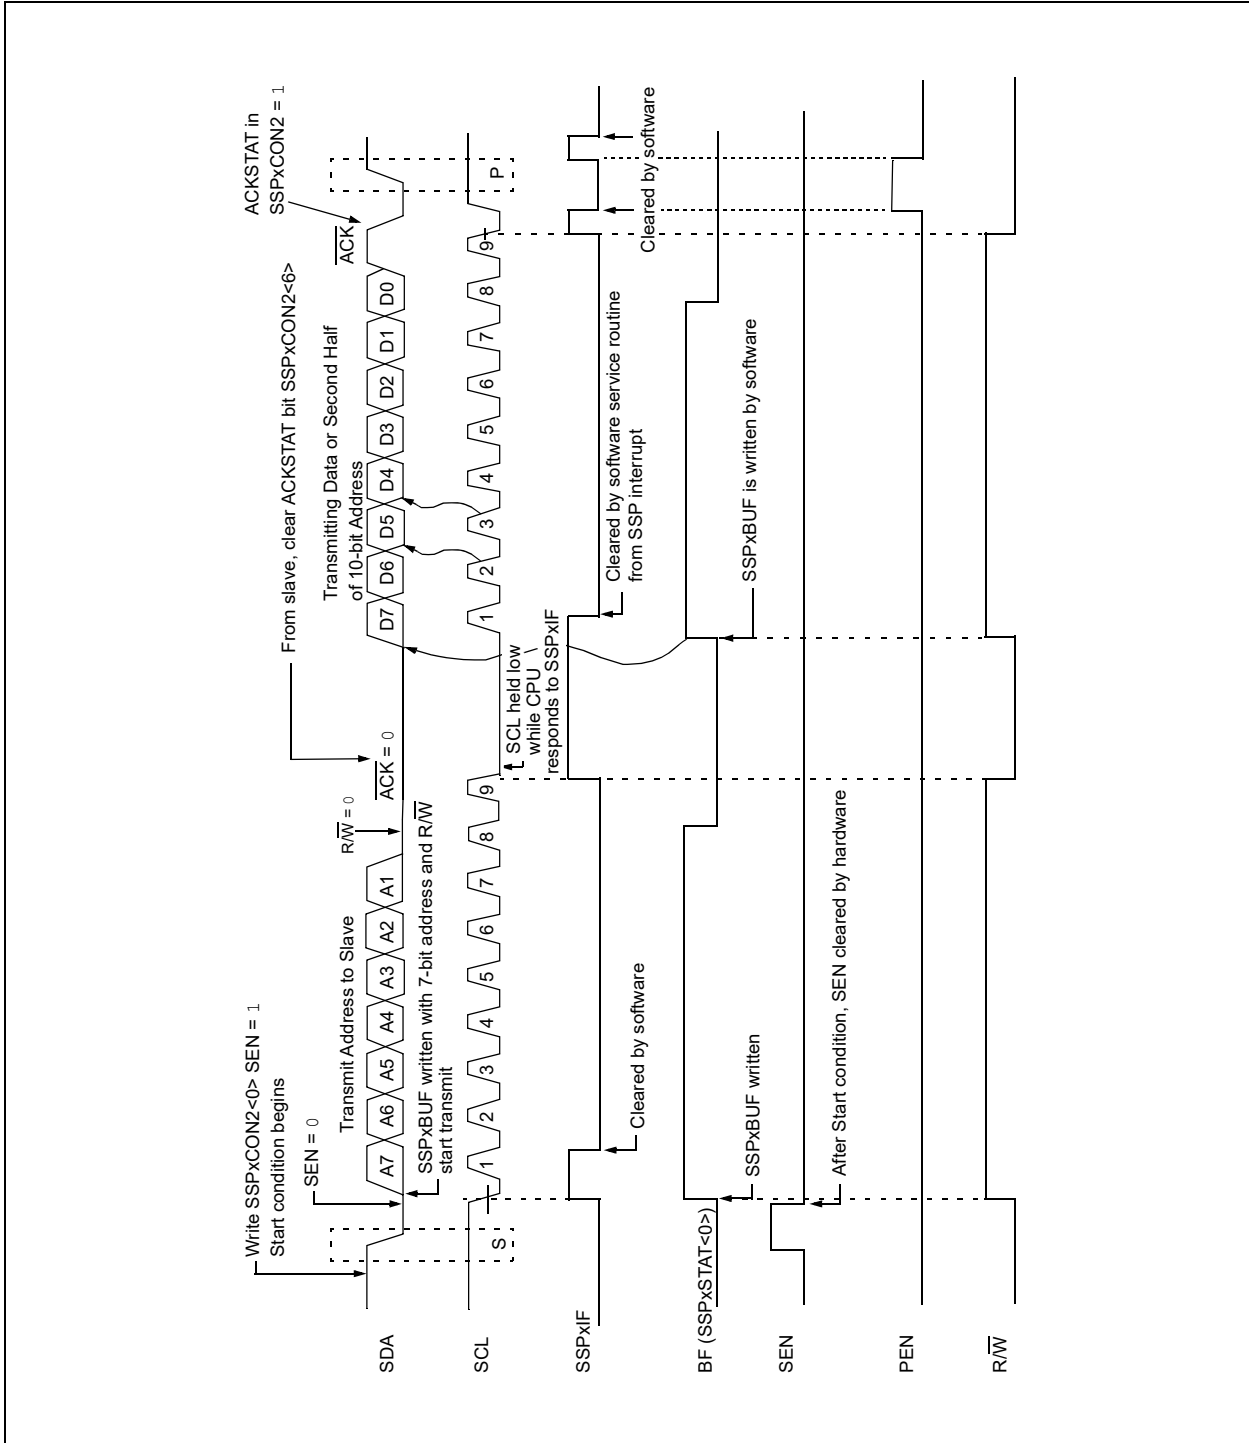 Write SSPxCON2<0> SEN = 1
Start condition begins
From slave, clear ACKSTAT bit SSPxCON2<6>
ACKSTAT in
SSPxCON2 = 1
SEN = 0
Transmit Address to Slave
R/W = 0
ACK = 0
Transmitting Data or Second Half
of 10-bit Address
ACK
SDA
A7 A6 A5 A4 A3 A2 A1
D7 D6 D5 D4 D3 D2 D1 D0
SSPxBUF written with 7-bit address and R/W
start transmit
SCL
S
1 2 3 4 5 6 7 8 9
1 2 3 4 5 6 7 8 9
P
SCL held low
while CPU
responds to SSPxIF
SSPxIF
Cleared by software
Cleared by software service routine
from SSP interrupt
Cleared by software
Cleared by software
BF (SSPxSTAT<0>)
SSPxBUF written
SSPxBUF is written by software
SEN
After Start condition, SEN cleared by hardware
PEN
R/W